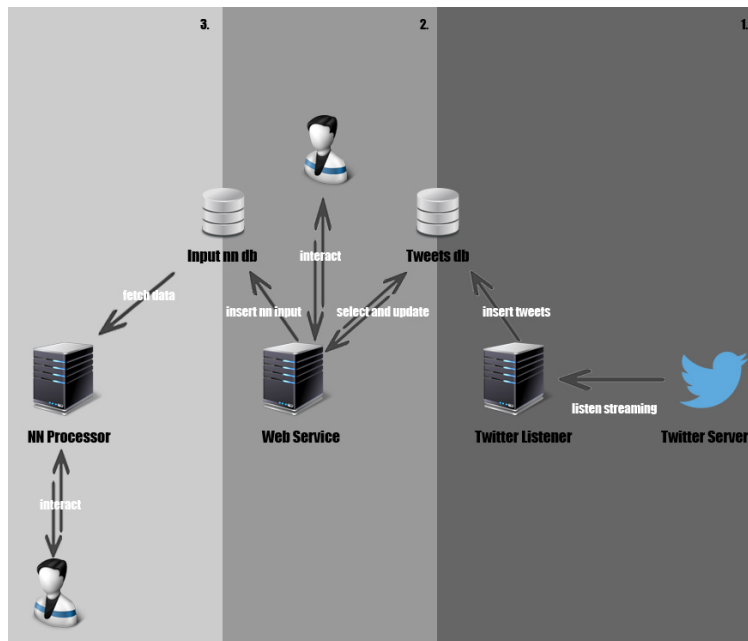 3.
2.
1.
Input nn db
interact
Tweets db
fetch data
insert nn input
select and update
insert tweets
listen streaming
NN Processor
Web Service
Twitter Listener
Twitter Server
interact